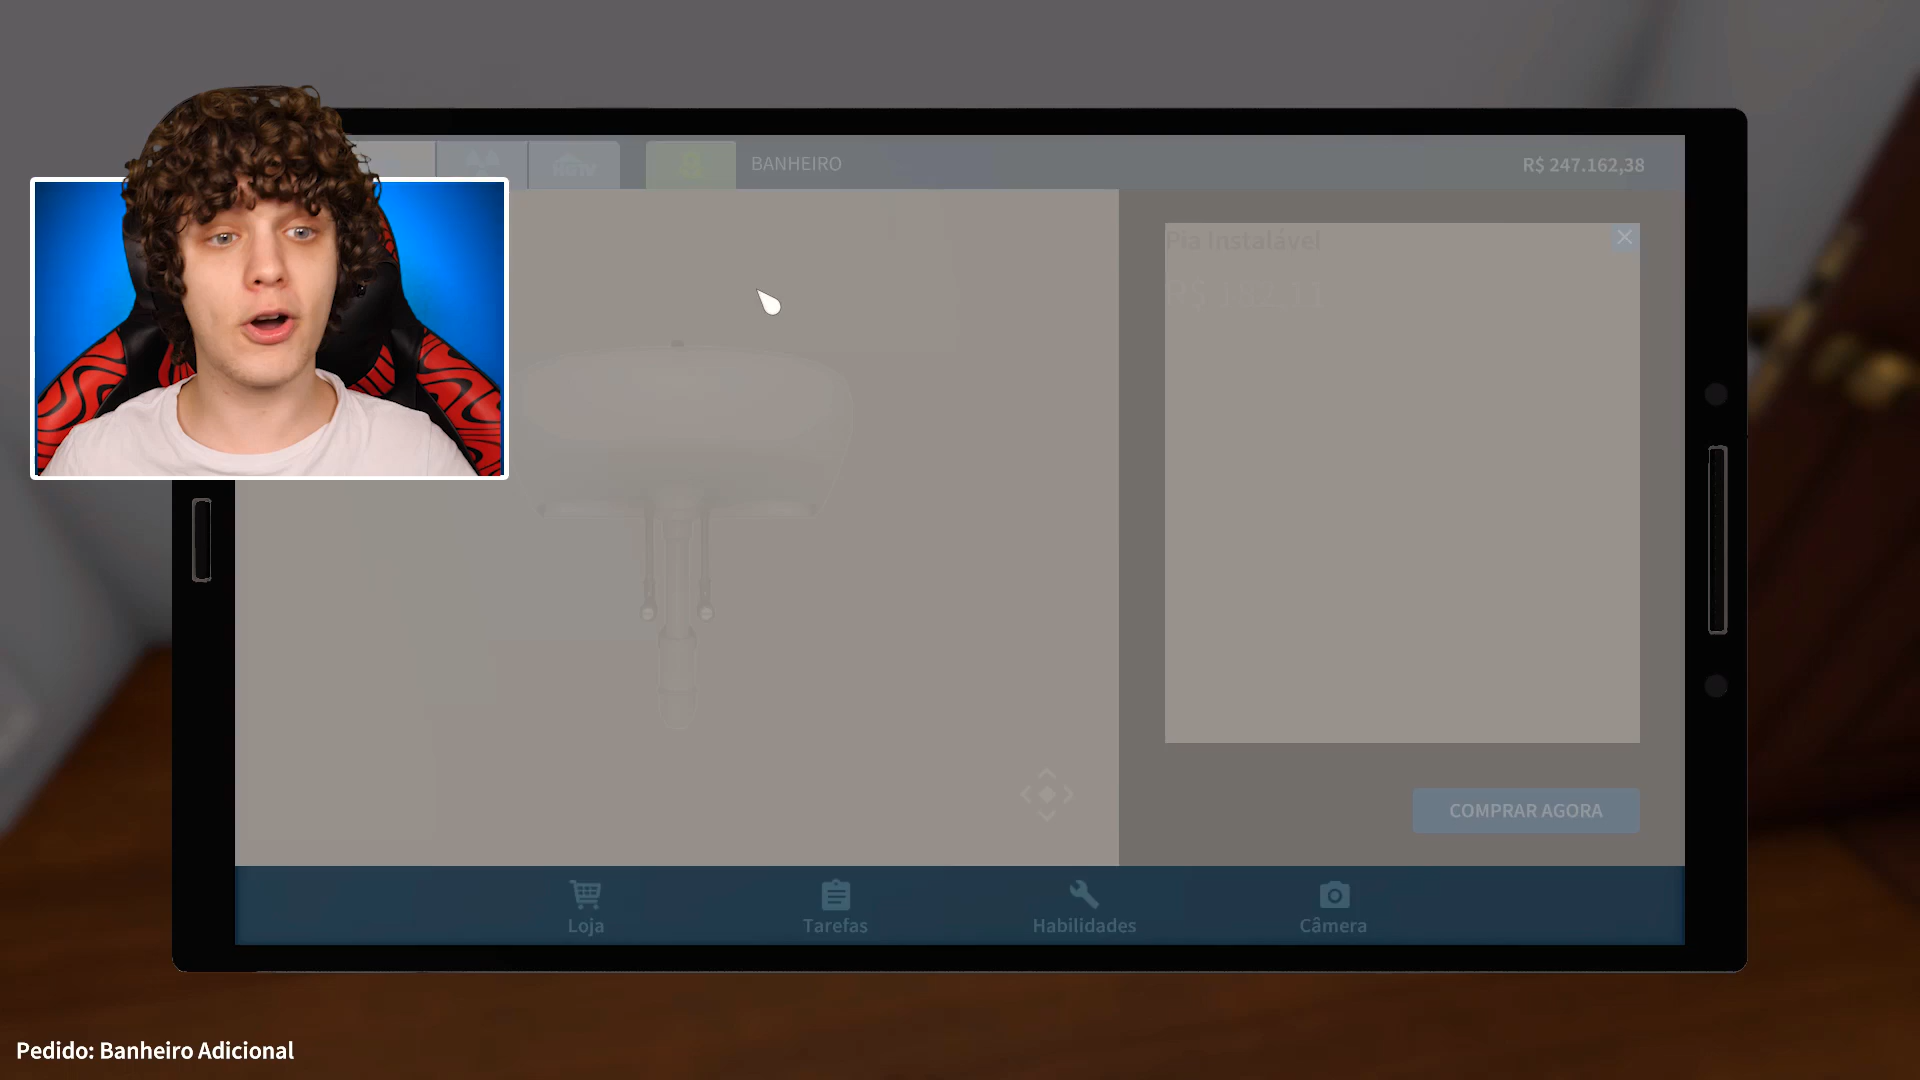 BANHEIRO
R$ 247.162,38
Pia Instalável
COMPRAR AGORA
Loja
Tarefas
Habilidades
Câmera
Pedido: Banheiro Adicional